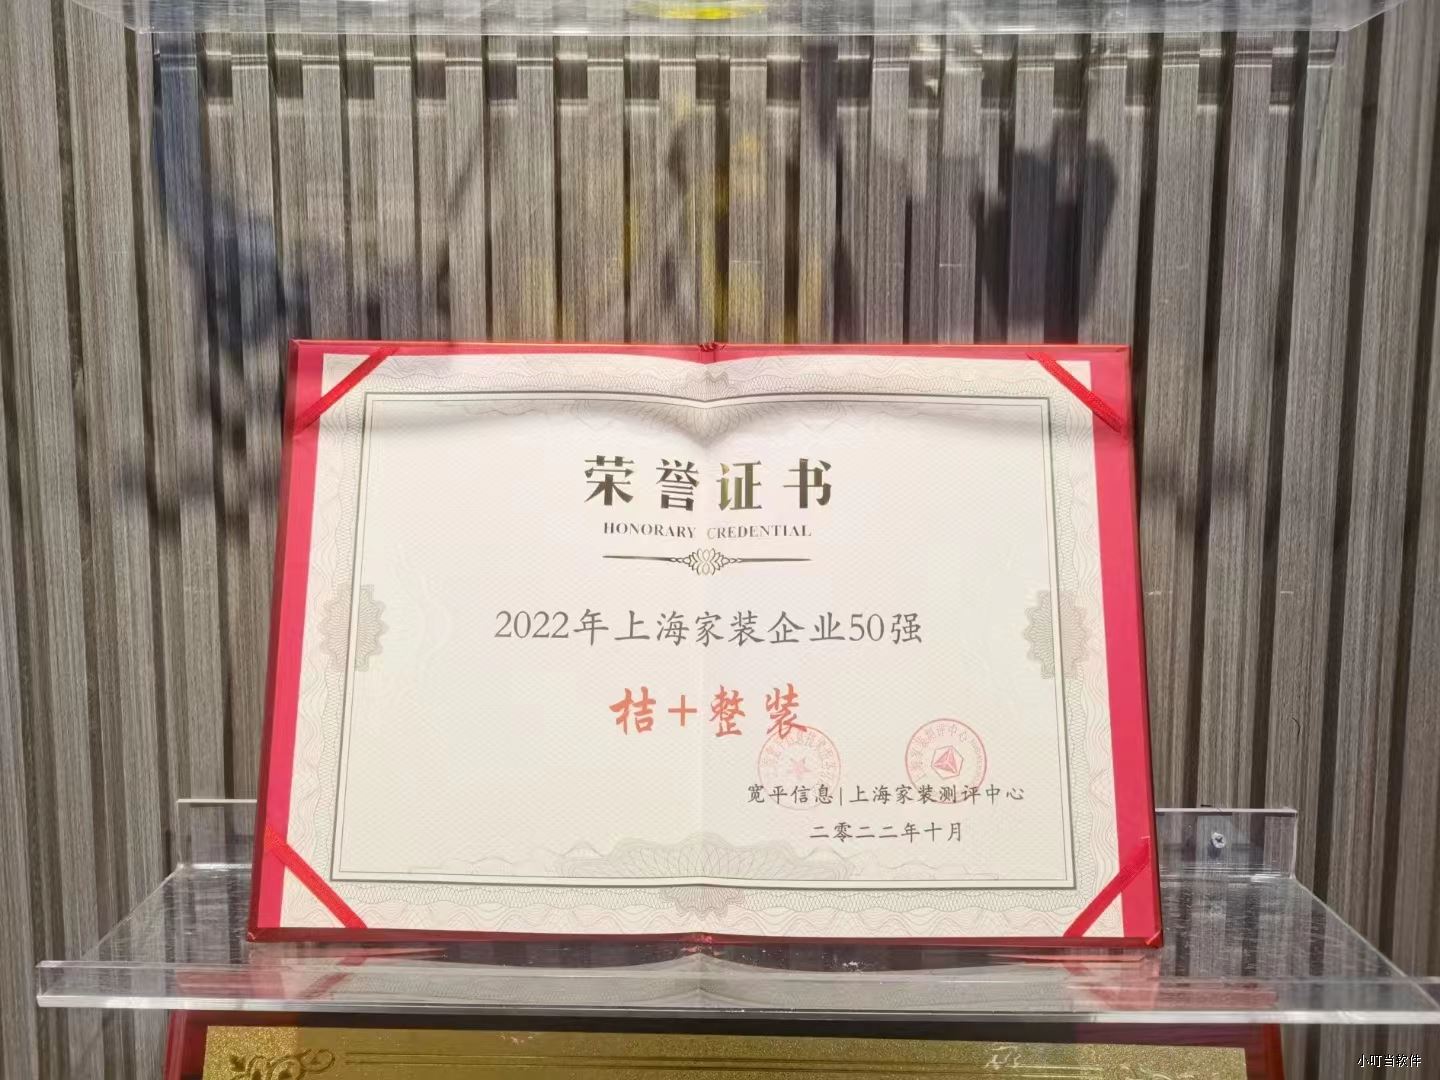 荣誉证书
HONORARY CREDENTIAL
2022年上海家装企业50强
桔+整装
宽平信息|上海家装测评中心
二零二二年十月
小叮当软件